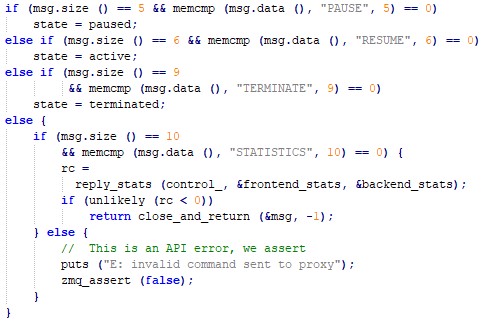 if (msg.size () == 5 && memcmp (msg.data (), "PAUSE", 5) == 0)
    state = paused;
else if (msg.size () == 6 && memcmp (msg.data (), "RESUME", 6) == 0)
    state = active;
else if (msg.size () == 9
         && memcmp (msg.data (), "TERMINATE", 9) == 0)
    state = terminated;
else {
    if (msg.size () == 10
        && memcmp (msg.data (), "STATISTICS", 10) == 0) {
        rc =
          reply_stats (control_, &frontend_stats, &backend_stats);
        if (unlikely (rc < 0))
            return close_and_return (&msg, -1);
    } else {
        //  This is an API error, we assert
        puts ("E: invalid command sent to proxy");
        zmq_assert (false);
    }
}